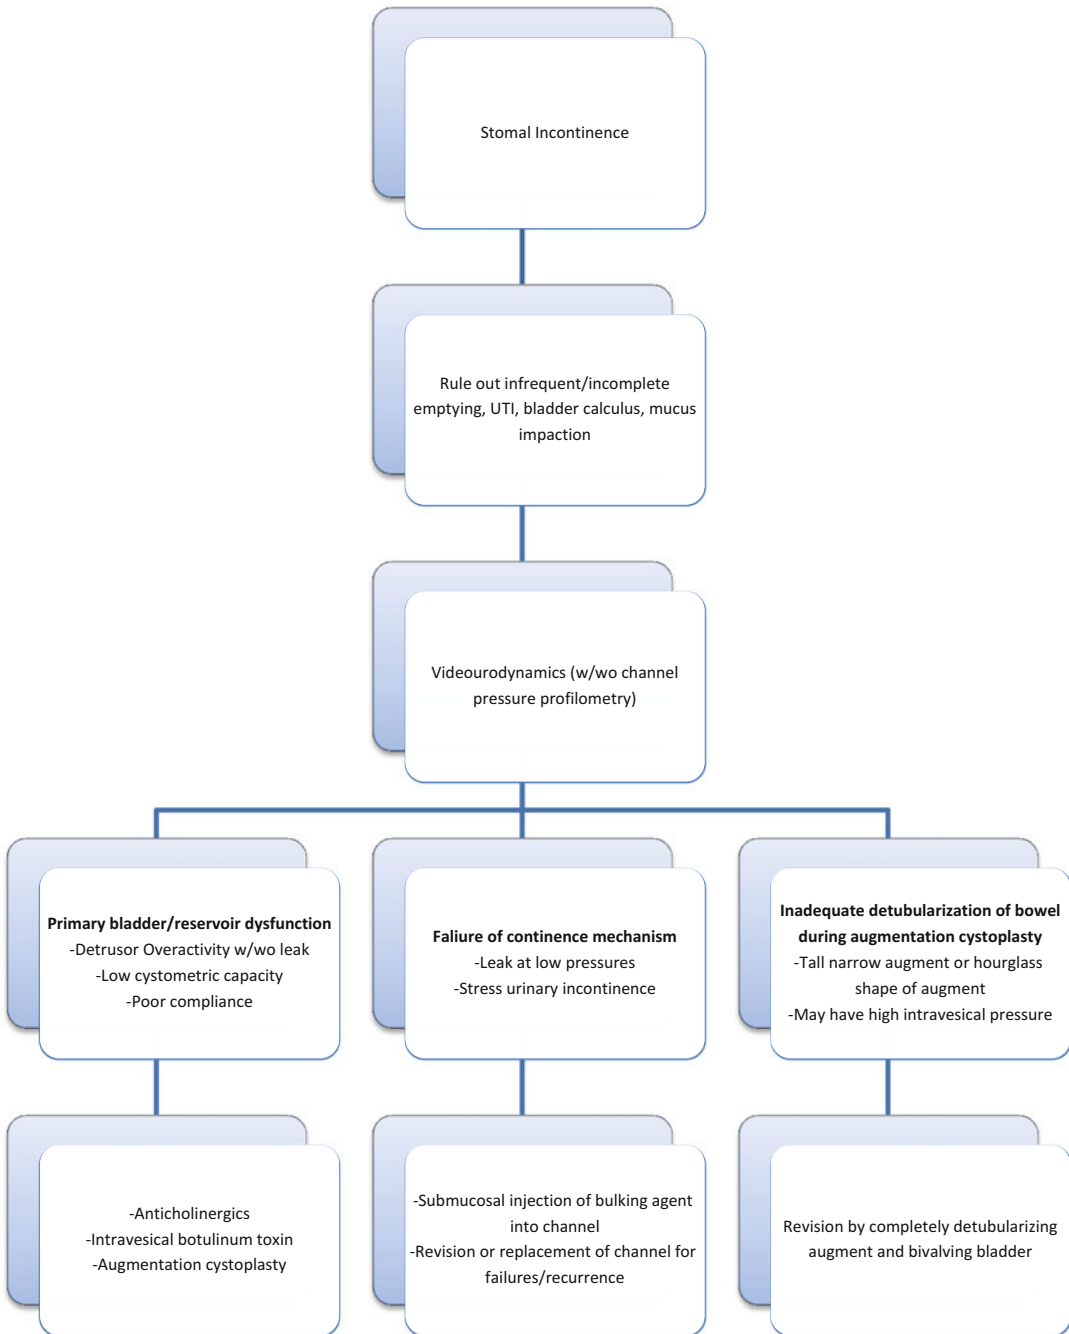 Stomal Incontinence
Rule out infrequent/incomplete
emptying, UTI, bladder calculus, mucus
impaction
Videourodynamics (w/wo channel
pressure profilometry)
Primary bladder/reservoir dysfunction
-Detrusor Overactivity w/wo leak
-Low cystometric capacity
-Poor compliance
Faliure of continence mechanism
-Leak at low pressures
-Stress urinary incontinence
Inadequate detubularization of bowel
during augmentation cystoplasty
-Tall narrow augment or hourglass
shape of augment
-May have high intravesical pressure
-Anticholinergics
-Intravesical botulinum toxin
-Augmentation cystoplasty
-Submucosal injection of bulking agent
into channel
-Revision or replacement of channel for
failures/recurrence
Revision by completely detubularizing
augment and bivalving bladder